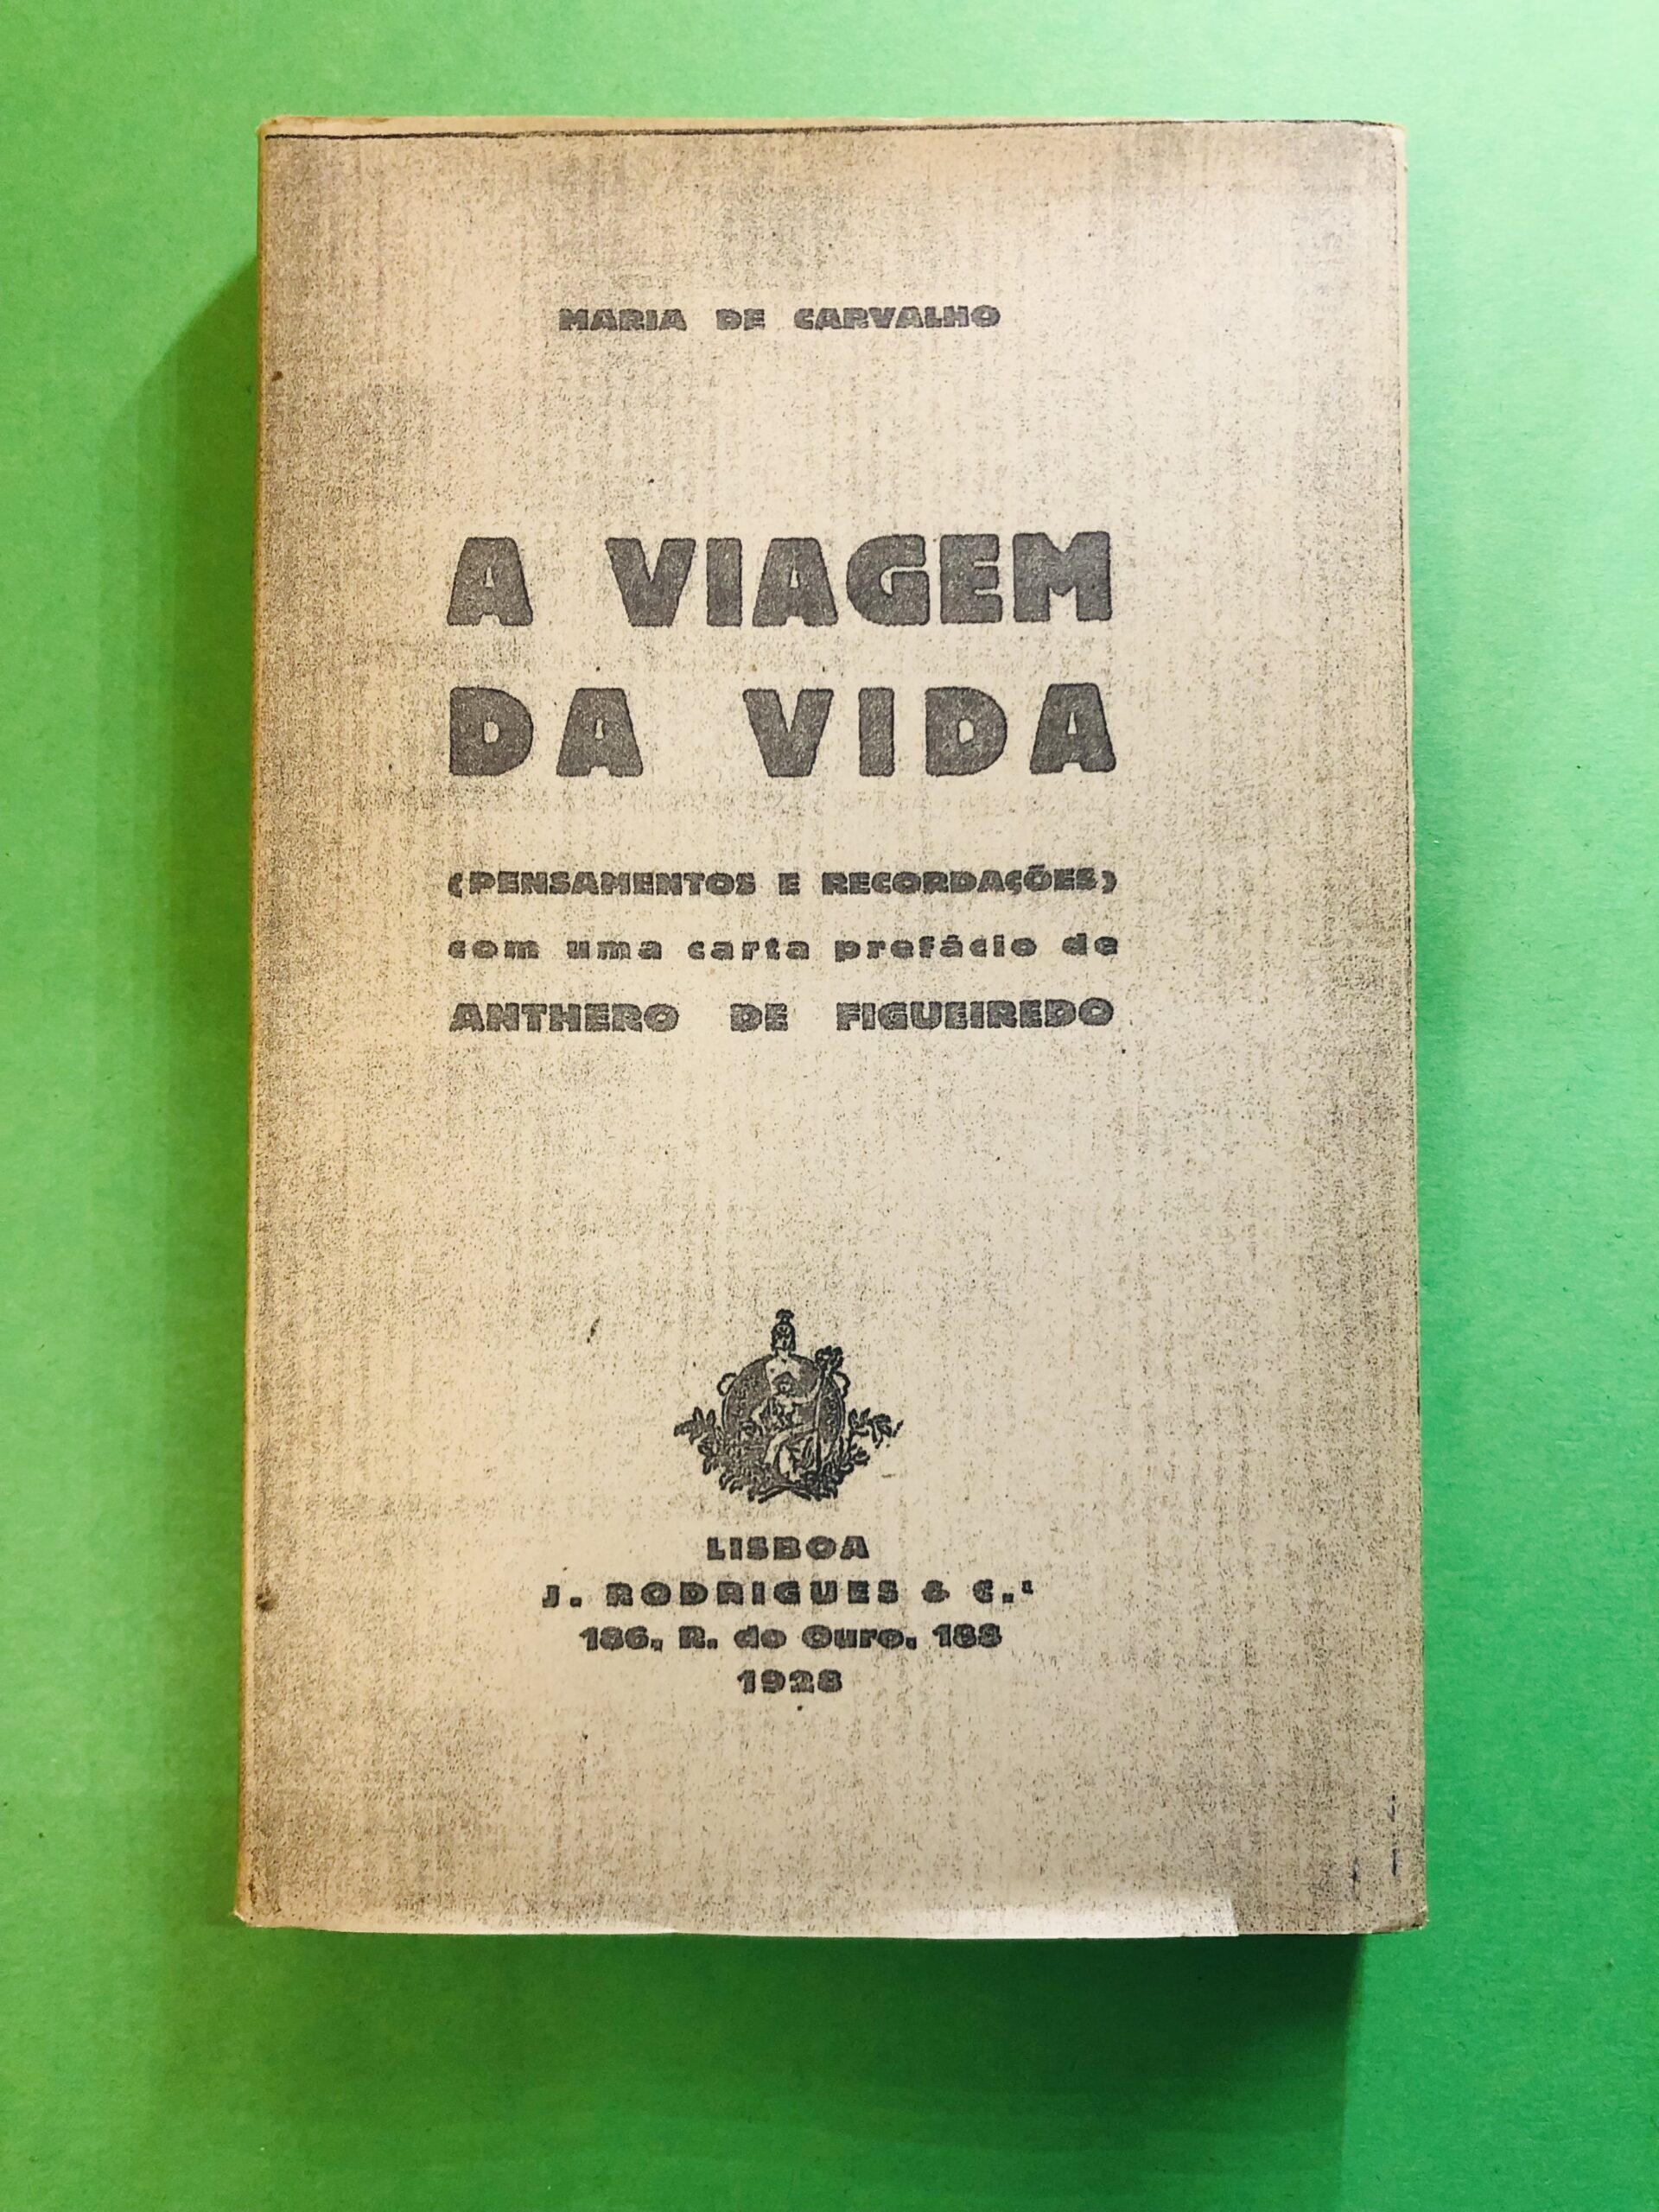 MARIA DE CARVALHO
A VIAGEM
DA VIDA
(PENSAMENTOS E RECORDAÇÕES)
com uma carta prefácio de
ANTHERO DE FIGUEIREDO
LISBOA
J. RODRIGUES & C.ª
186, R. do Ouro, 188
1928